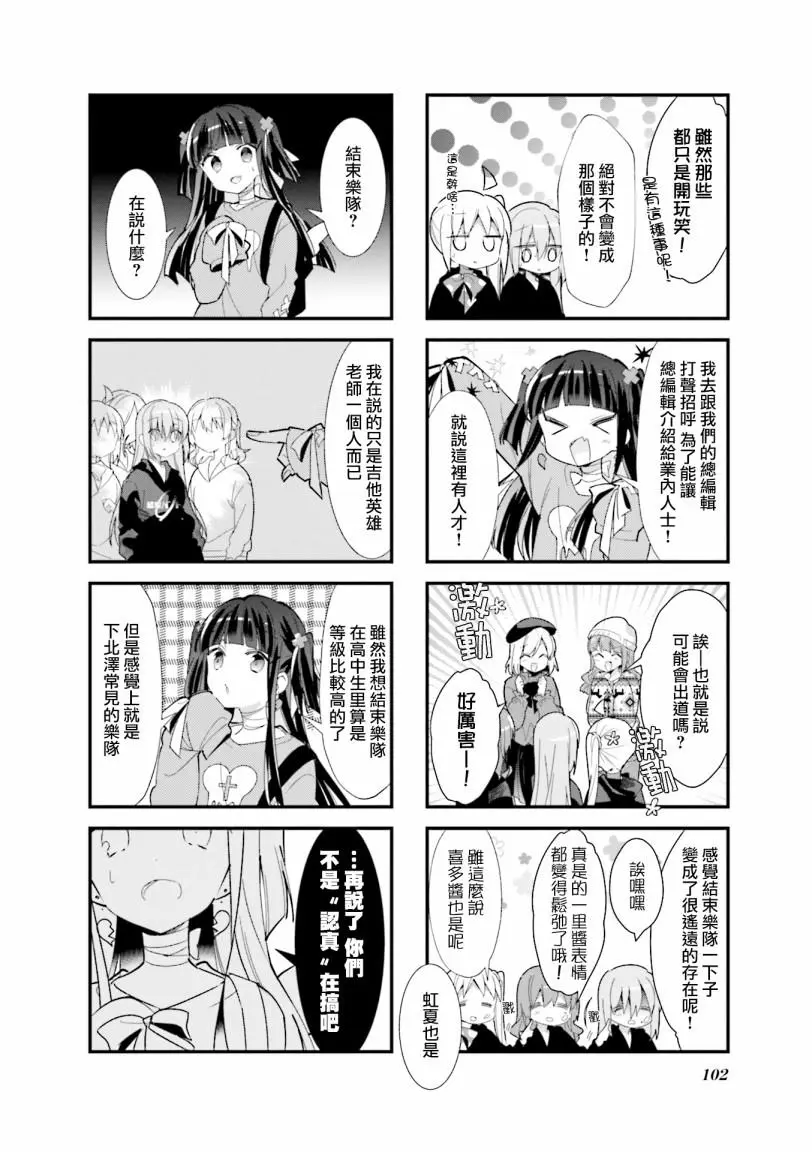 雖然那些
都只是開玩笑！
是有這種事呢！
絕對不會變成
那個樣子的！
這是幹啥…
我去跟我們的總編輯
打聲招呼 為了能讓
總編輯介紹給業內人士！
就說這裡有人才！
誒—也就是說
可能會出道嗎？
激動
好厲害—！
激動
感覺結束樂隊一下子
變成了很遙遠的存在呢！
誒嘿嘿
真是的一里醬表情
都變得鬆弛了哦！
雖這麼說
喜多醬也是呢
戳
戳
虹夏也是
結束樂隊？
在說什麼？
我在說的只是吉他英雄
老師一個人而已
雖然我想結束樂隊
在高中生里算是
等級比較高的了
但是感覺上就是
下北澤常見的樂隊
…再說了 你們
不是〝認真〞在搞吧
102